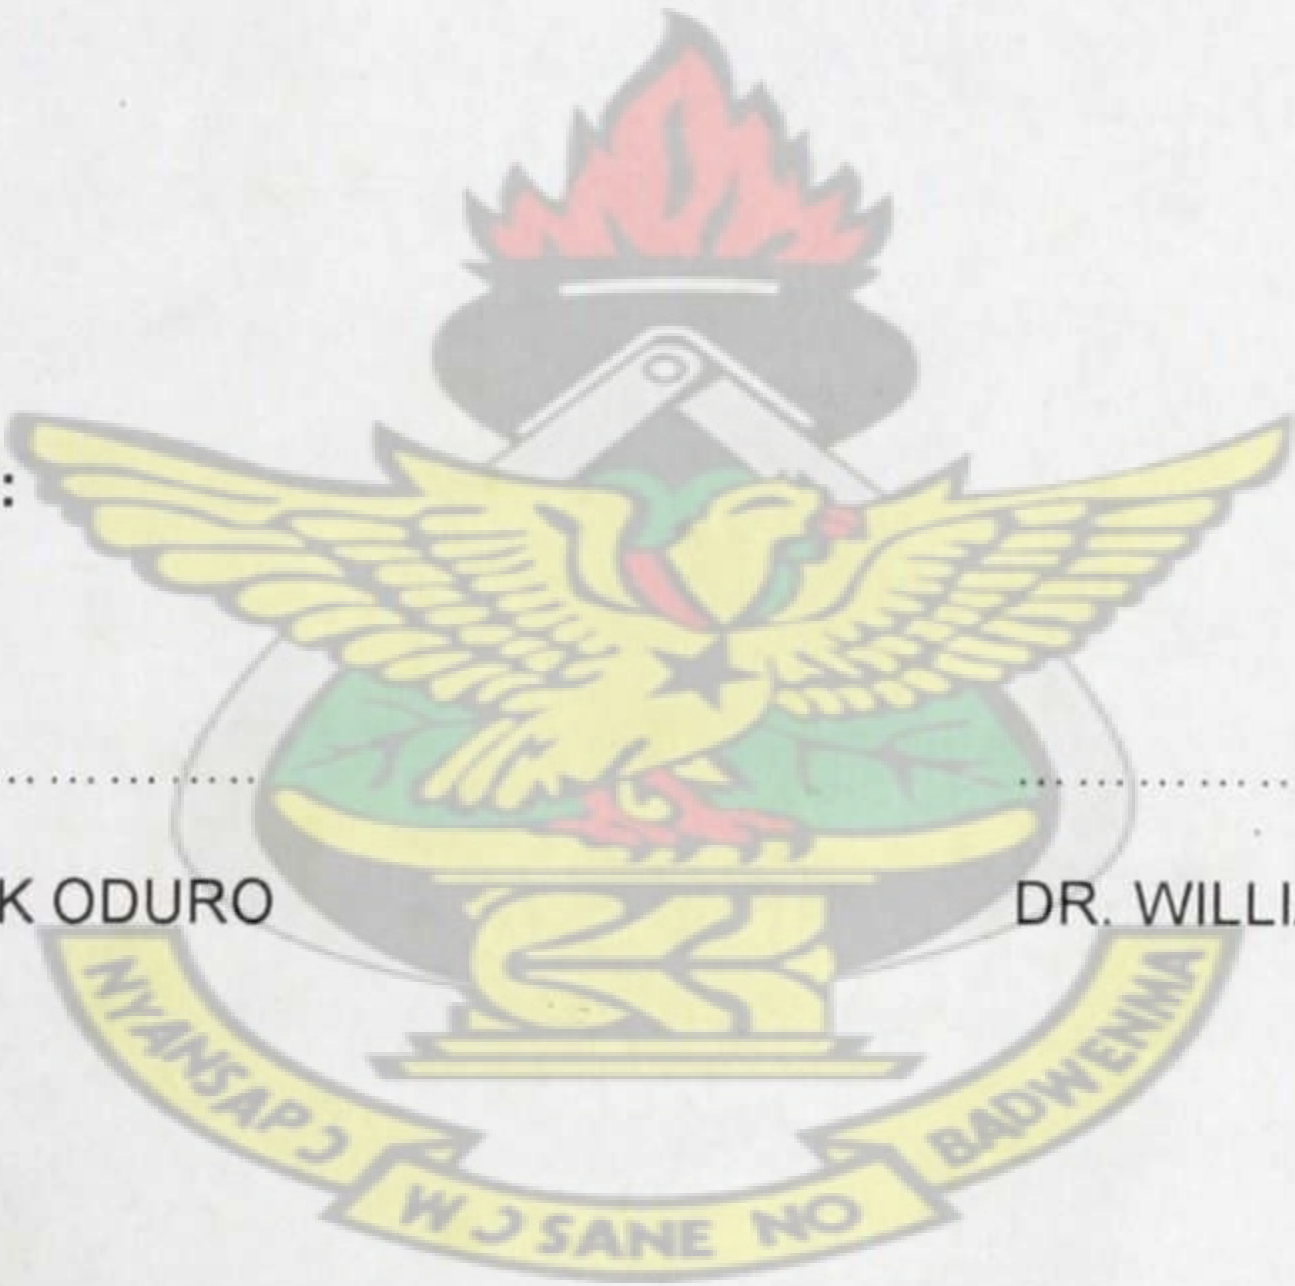 :
........................ ........................
K ODURO DR. WILLI
NYANSAPƆ
WƆSANE NO
BADWENMA